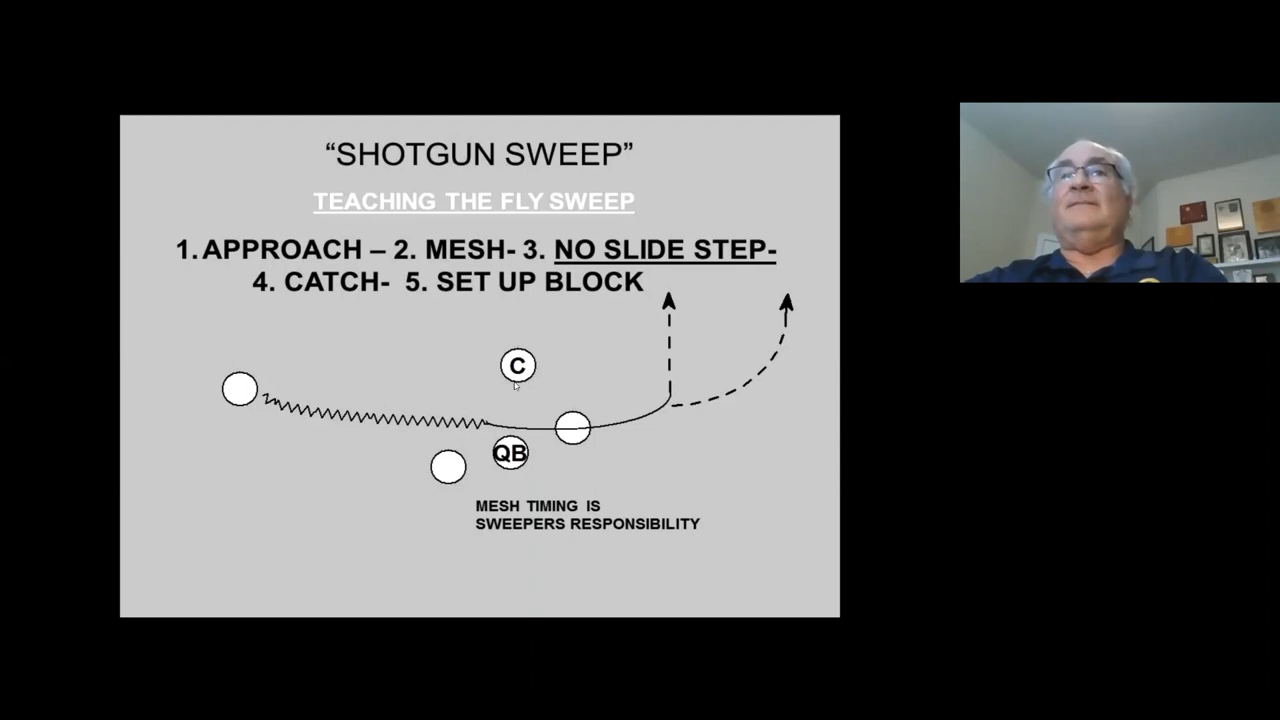 “SHOTGUN SWEEP”
TEACHING THE FLY SWEEP
1. APPROACH – 2. MESH- 3. NO SLIDE STEP-
4. CATCH- 5. SET UP BLOCK
C
QB
MESH TIMING IS
SWEEPERS RESPONSIBILITY